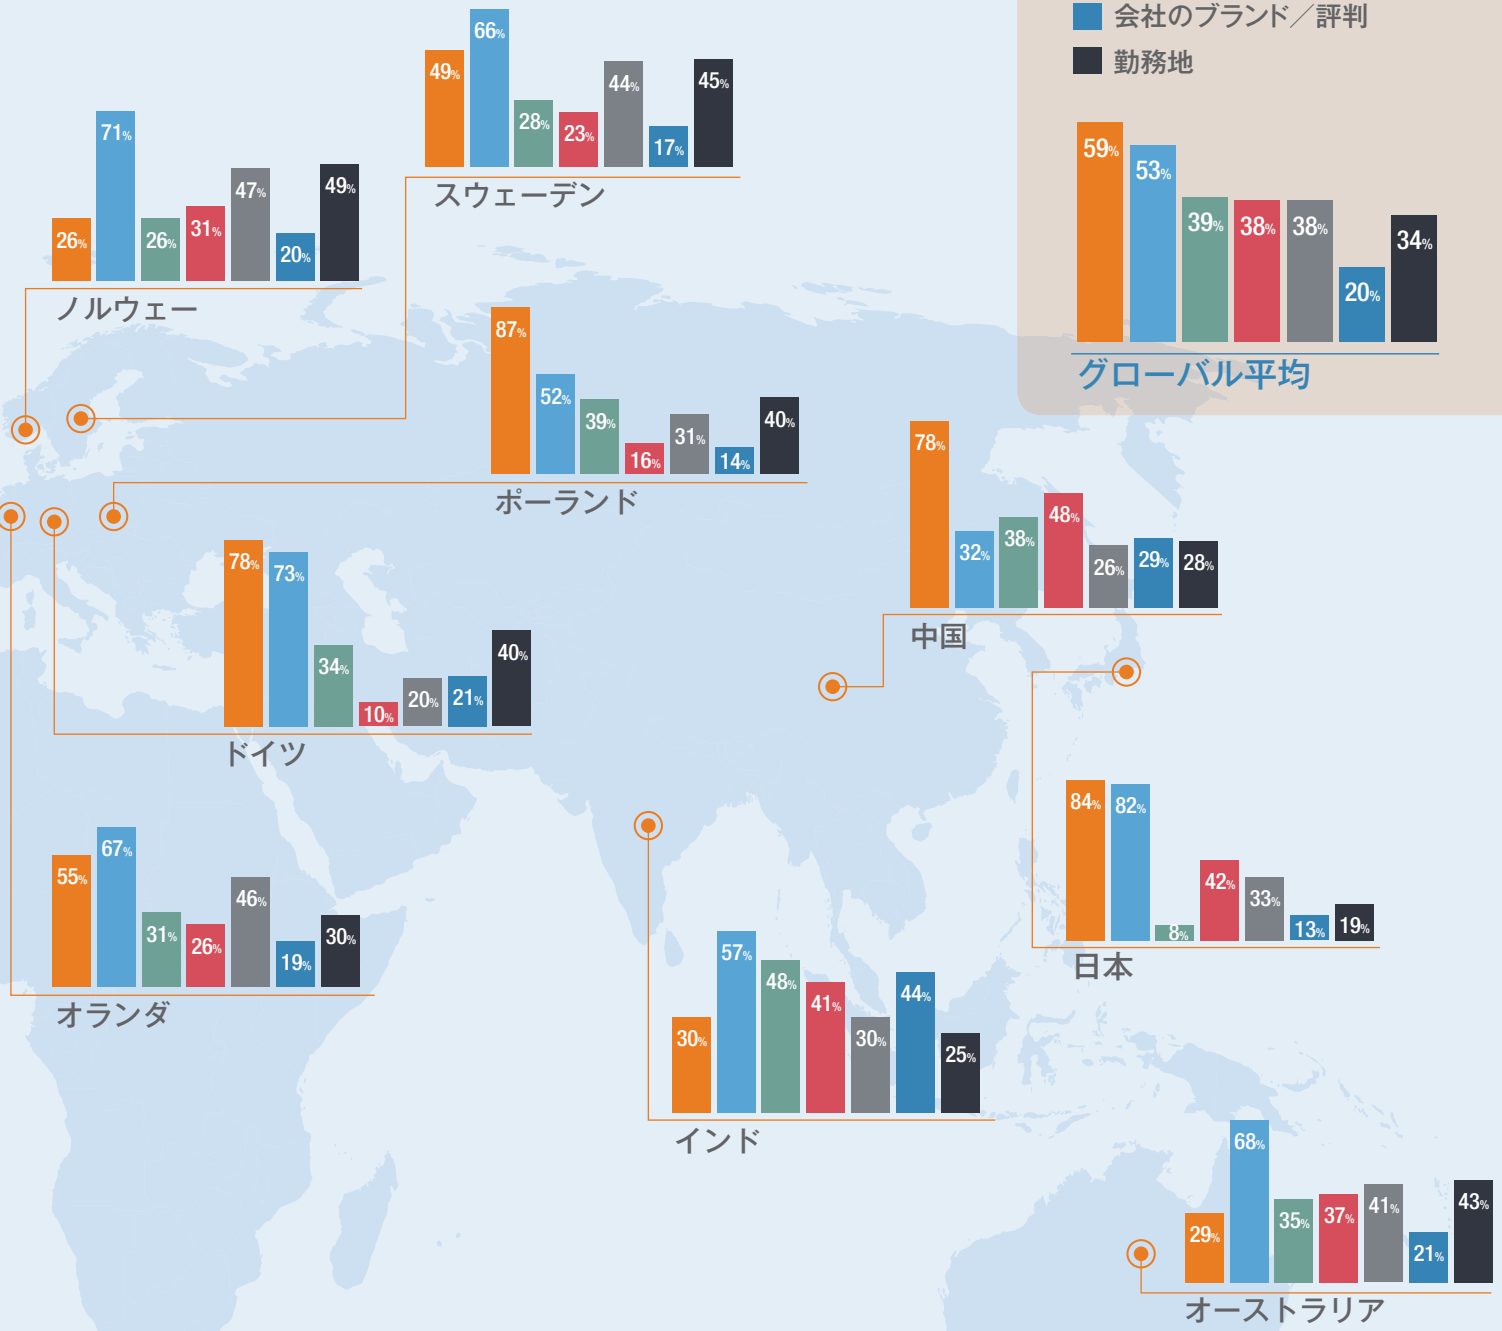 会社のブランド／評判
勤務地
59% 53% 39% 38% 38% 20% 34%
グローバル平均
49% 66% 28% 23% 44% 17% 45%
スウェーデン
26% 71% 26% 31% 47% 20% 49%
ノルウェー
87% 52% 39% 16% 31% 14% 40%
ポーランド
78% 32% 38% 48% 26% 29% 28%
中国
78% 73% 34% 10% 20% 21% 40%
ドイツ
84% 82% 8% 42% 33% 13% 19%
日本
55% 67% 31% 26% 46% 19% 30%
オランダ
30% 57% 48% 41% 30% 44% 25%
インド
29% 68% 35% 37% 41% 21% 43%
オーストラリア